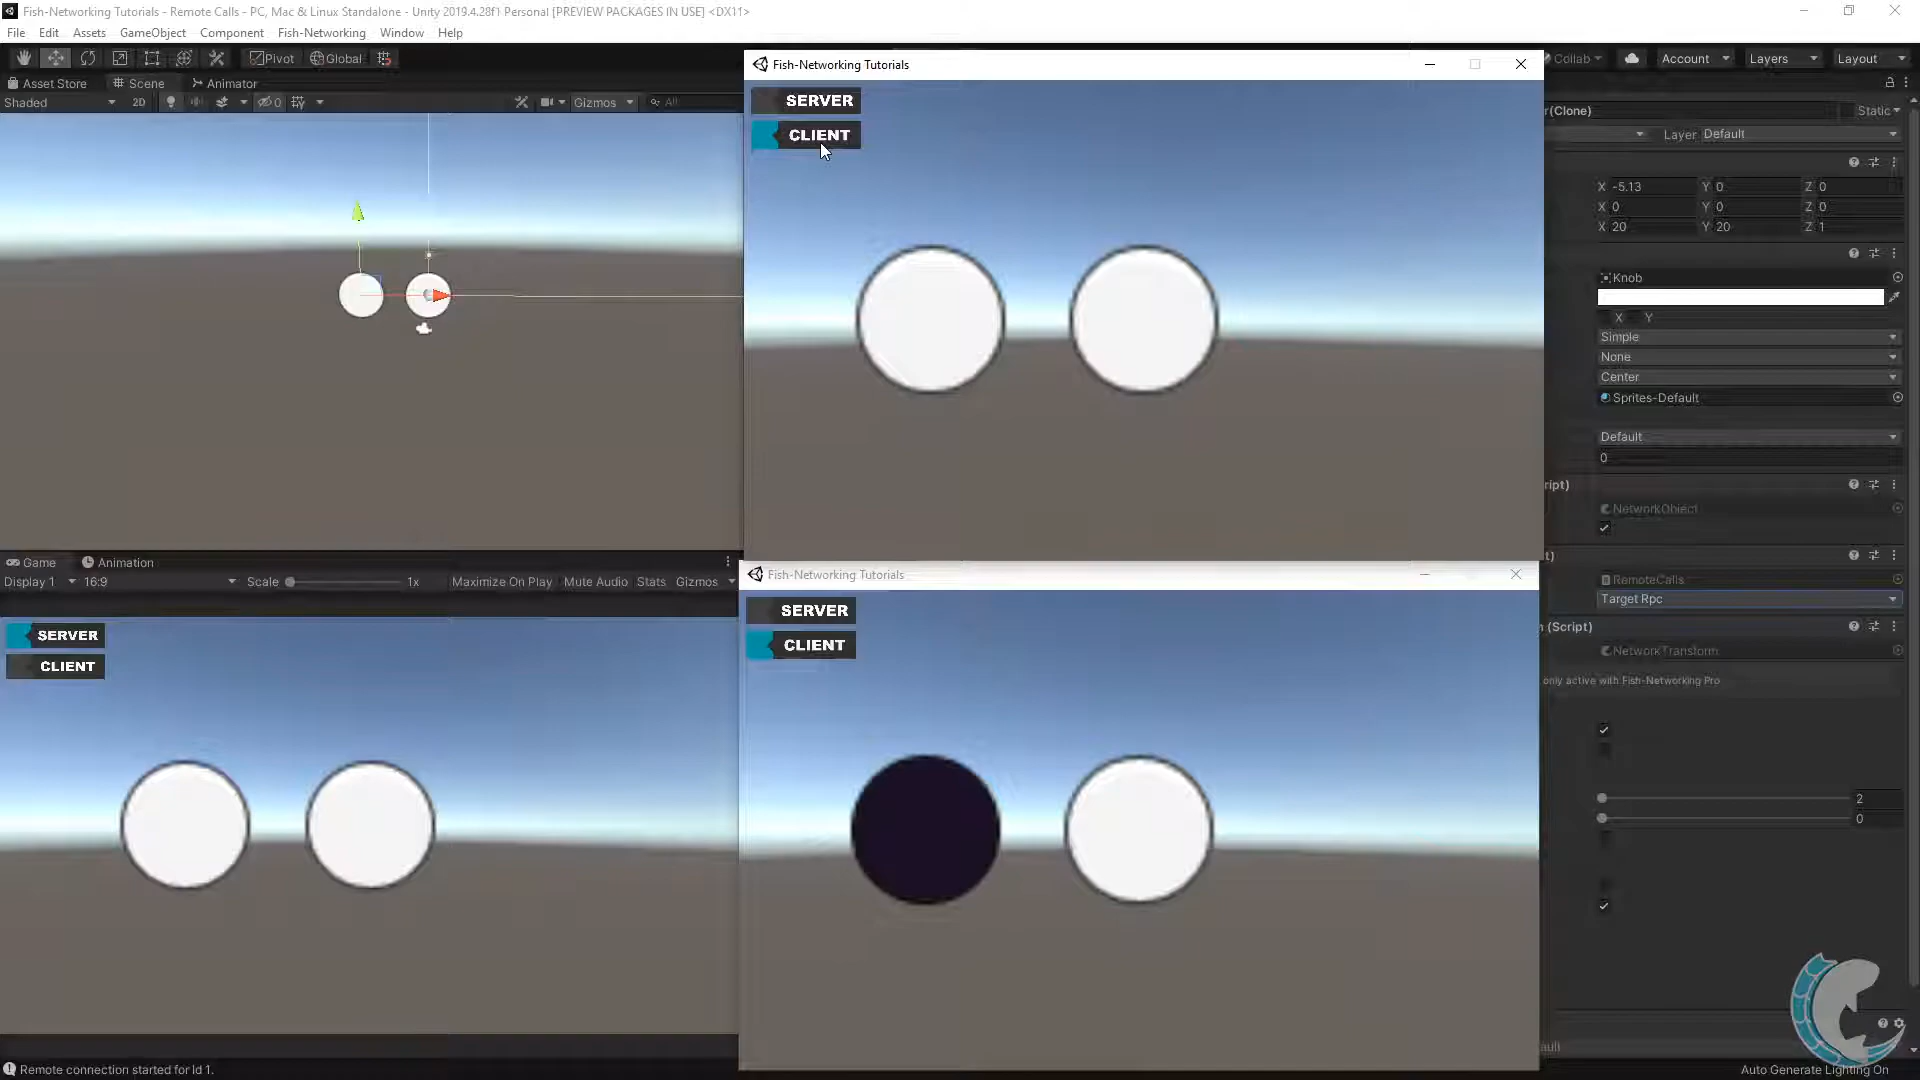 Fish-Networking Tutorials - Remote Calls - PC, Mac & Linux Standalone - Unity 2019.4.28f1 Personal [PREVIEW PACKAGES IN USE] <DX11>
File Edit Assets GameObject Component Fish-Networking Window Help
Pivot Global Collab Account Layers Layout
Asset Store Scene Animator
Shaded 2D 0 Gizmos All
Fish-Networking Tutorials
SERVER
CLIENT
r(Clone) Static
Layer Default
X -5.13 Y 0 Z 0
X 0 Y 0 Z 0
X 20 Y 20 Z 1
Knob
X Y
Simple
None
Center
Sprites-Default
Default
0
ript)
NetworkObject
t)
RemoteCalls
Target Rpc
n (Script)
NetworkTransform
only active with Fish-Networking Pro
2
0
Game Animation
Display 1 16:9 Scale 1x Maximize On Play Mute Audio Stats Gizmos
SERVER
CLIENT
Fish-Networking Tutorials
SERVER
CLIENT
Remote connection started for Id 1.
Auto Generate Lighting On